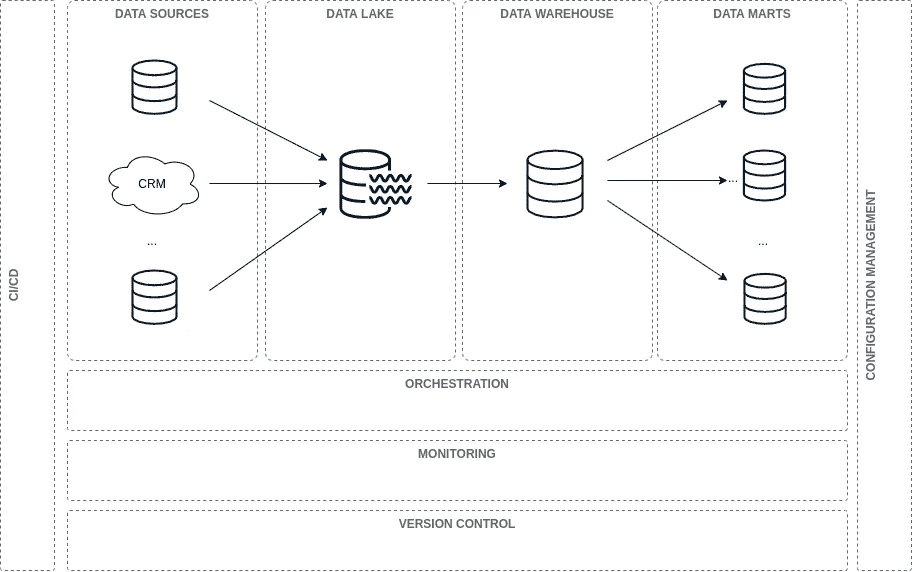 DATA SOURCES
DATA LAKE
DATA WAREHOUSE
DATA MARTS
CRM
...
...
...
CI/CD
CONFIGURATION MANAGEMENT
ORCHESTRATION
MONITORING
VERSION CONTROL